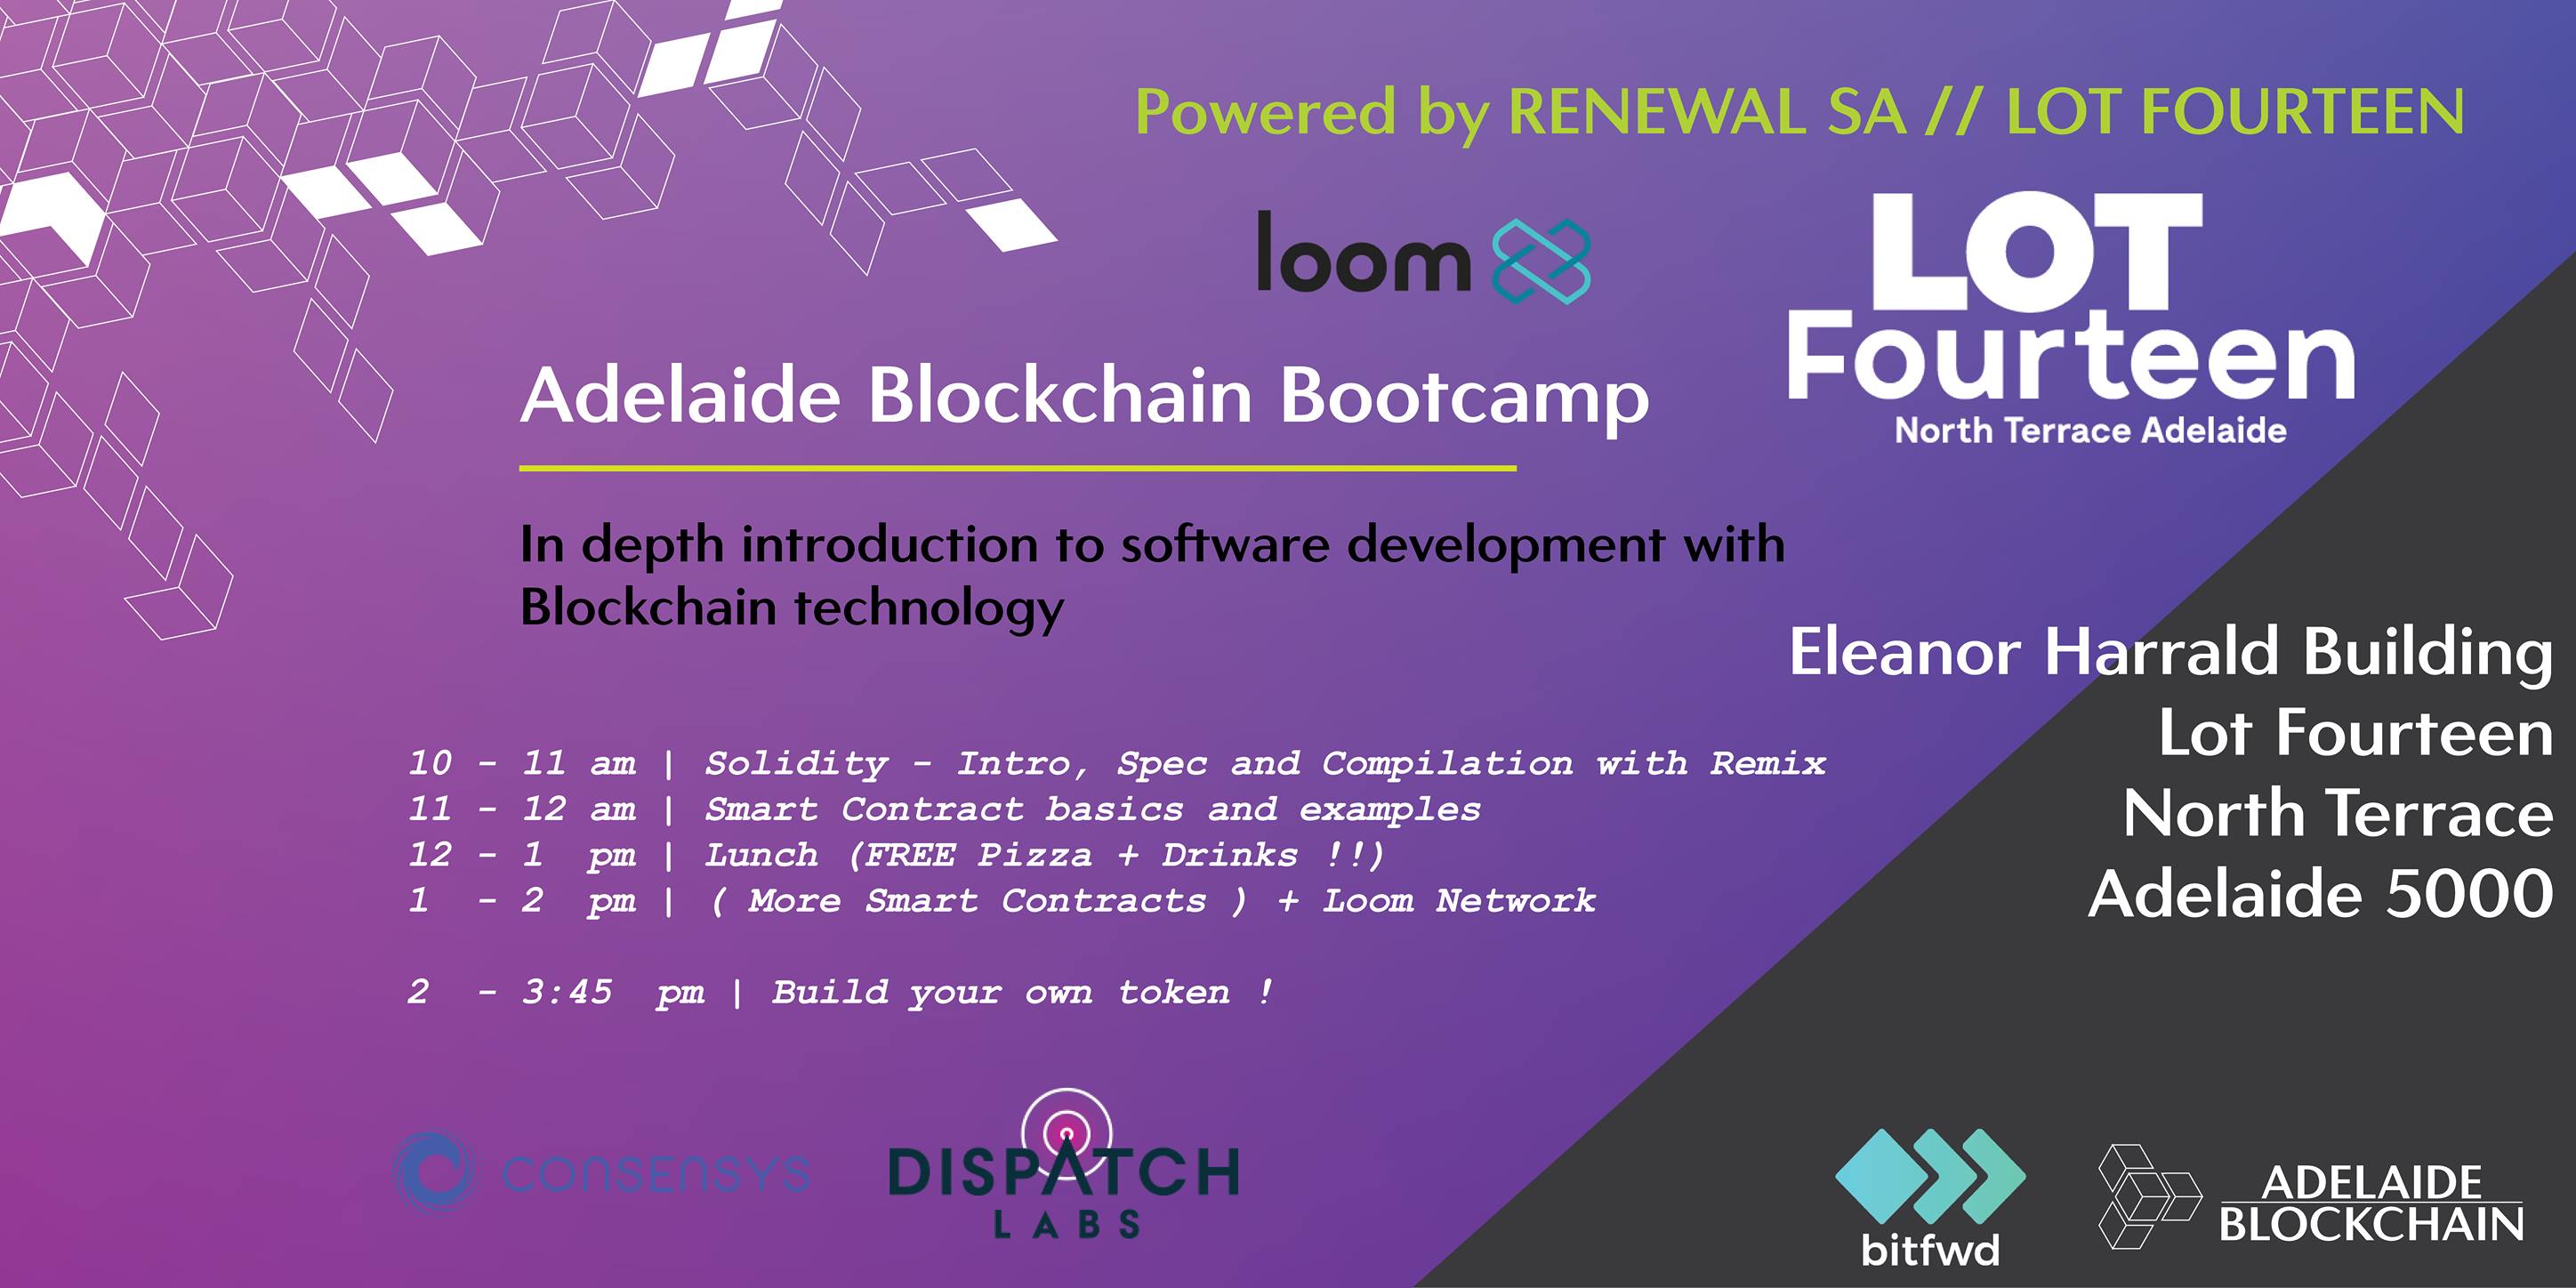 Powered by RENEWAL SA // LOT FOURTEEN
loom
LOT
Fourteen
North Terrace Adelaide
Adelaide Blockchain Bootcamp
In depth introduction to software development with
Blockchain technology
Eleanor Harrald Building
Lot Fourteen
North Terrace
Adelaide 5000
10 - 11 am | Solidity - Intro, Spec and Compilation with Remix
11 - 12 am | Smart Contract basics and examples
12 - 1 pm | Lunch (FREE Pizza + Drinks !!)
1 - 2 pm | ( More Smart Contracts ) + Loom Network
2 - 3:45 pm | Build your own token !
CONSENSYS
DISPATCH
LABS
bitfwd
ADELAIDE
BLOCKCHAIN